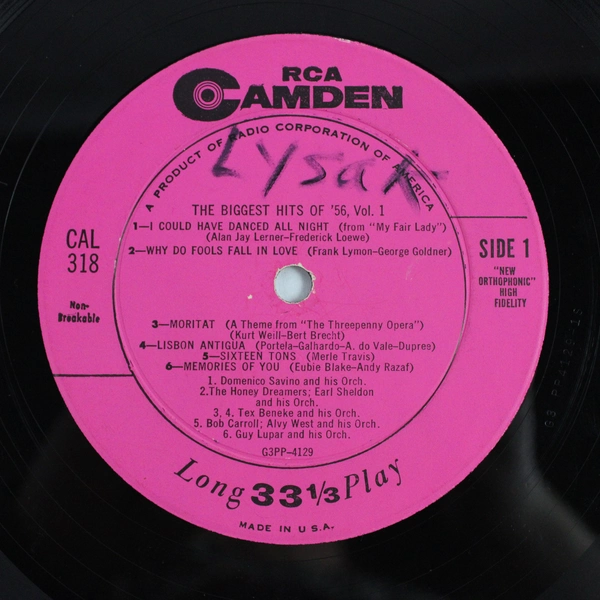 RCA
CAMDEN
A PRODUCT OF RADIO CORPORATION OF AMERICA
Lysak
THE BIGGEST HITS OF '56, Vol. 1
1—I COULD HAVE DANCED ALL NIGHT (from "My Fair Lady")
(Alan Jay Lerner–Frederick Loewe)
2—WHY DO FOOLS FALL IN LOVE (Frank Lymon–George Goldner)
CAL
318
Non-
Breakable
SIDE 1
"NEW
ORTHOPHONIC"
HIGH
FIDELITY
3—MORITAT (A Theme from "The Threepenny Opera")
(Kurt Weill–Bert Brecht)
4—LISBON ANTIGUA (Portela–Galhardo–A. do Vale–Dupres)
5—SIXTEEN TONS (Merle Travis)
6—MEMORIES OF YOU (Eubie Blake–Andy Razaf)
1. Domenico Savino and his Orch.
2.The Honey Dreamers; Earl Sheldon
and his Orch.
3, 4. Tex Beneke and his Orch.
5. Bob Carroll; Alvy West and his Orch.
6. Guy Lupar and his Orch.
G3PP-4129
Long 33 1/3 Play
MADE IN U.S.A.